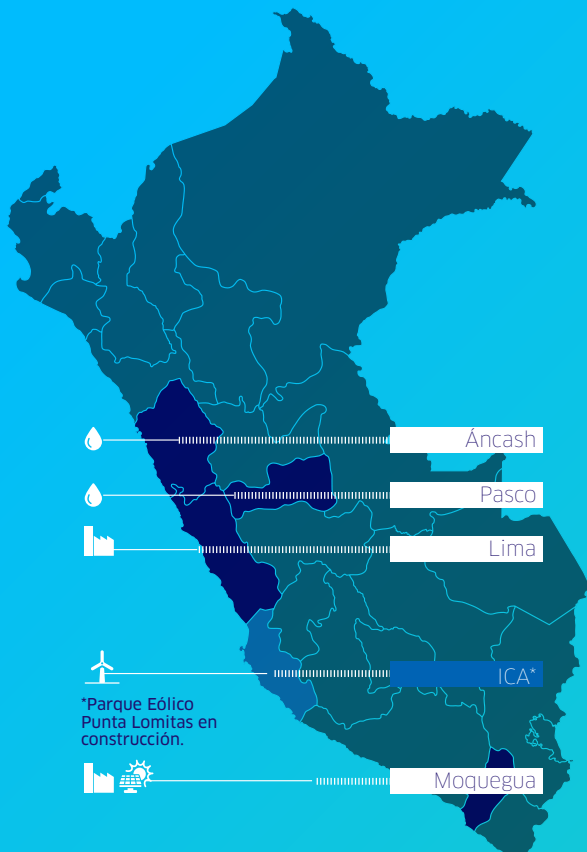 Áncash
Pasco
Lima
ICA*
*Parque Eólico
Punta Lomitas en
construcción.
Moquegua